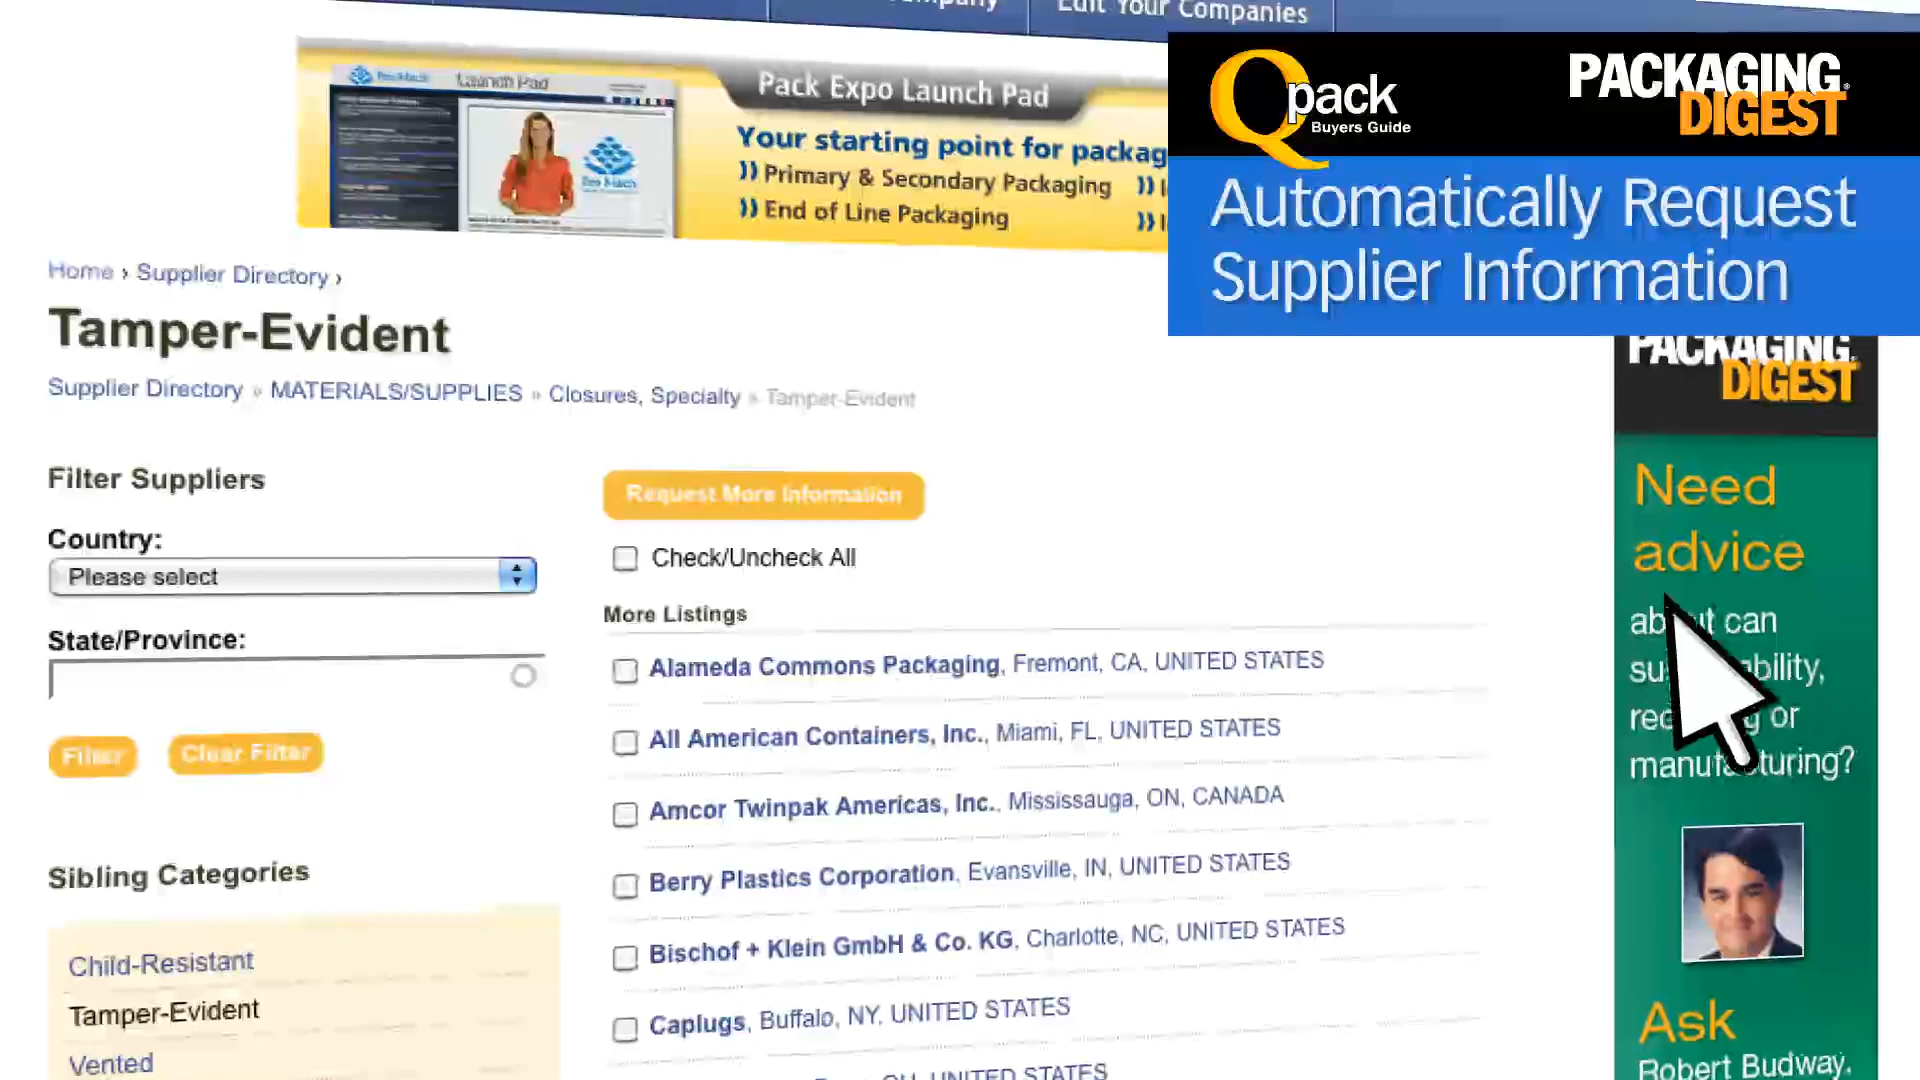 Edit Your Companies
Launch Pad
Pack Expo Launch Pad
Your starting point for packag
Primary & Secondary Packaging
End of Line Packaging
Qpack
Buyers Guide
PACKAGING
DIGEST
Automatically Request
Supplier Information
Home › Supplier Directory ›
Tamper-Evident
Supplier Directory » MATERIALS/SUPPLIES » Closures, Specialty » Tamper-Evident
Filter Suppliers
Country:
Please select
State/Province:
Filter
Clear Filter
Sibling Categories
Child-Resistant
Tamper-Evident
Vented
Request More Information
Check/Uncheck All
More Listings
Alameda Commons Packaging, Fremont, CA, UNITED STATES
All American Containers, Inc., Miami, FL, UNITED STATES
Amcor Twinpak Americas, Inc., Mississauga, ON, CANADA
Berry Plastics Corporation, Evansville, IN, UNITED STATES
Bischof + Klein GmbH & Co. KG, Charlotte, NC, UNITED STATES
Caplugs, Buffalo, NY, UNITED STATES
OH, UNITED STATES
PACKAGING
DIGEST
Need
advice
about can
or
manufacturing?
Ask
Robert Budway,